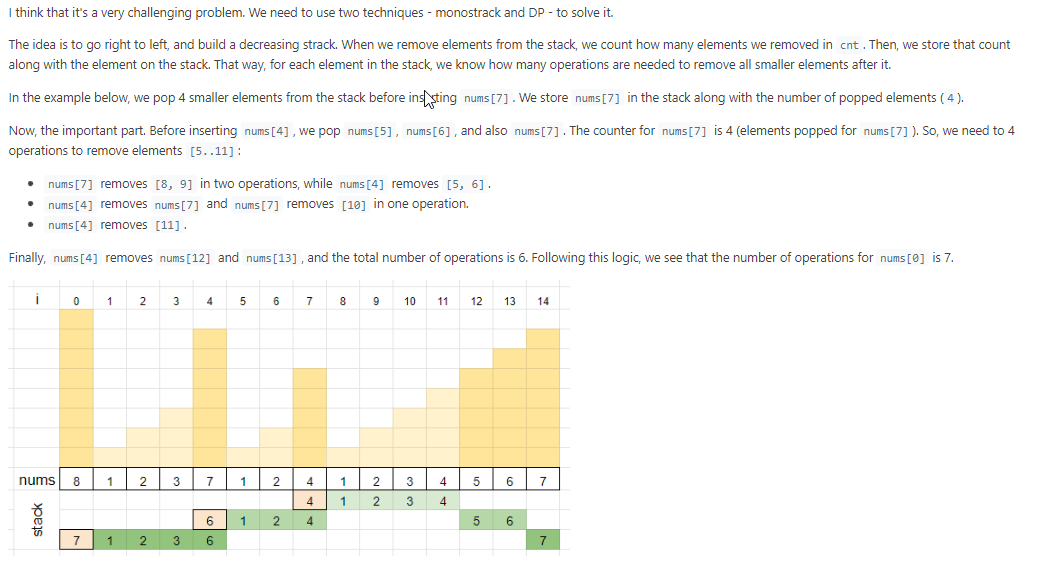 I think that it's a very challenging problem. We need to use two techniques - monostrack and DP - to solve it.
The idea is to go right to left, and build a decreasing strack. When we remove elements from the stack, we count how many elements we removed in cnt . Then, we store that count
along with the element on the stack. That way, for each element in the stack, we know how many operations are needed to remove all smaller elements after it.
In the example below, we pop 4 smaller elements from the stack before inserting nums[7] . We store nums[7] in the stack along with the number of popped elements ( 4 ).
Now, the important part. Before inserting nums[4] , we pop nums[5] , nums[6] , and also nums[7] . The counter for nums[7] is 4 (elements popped for nums[7] ). So, we need to 4
operations to remove elements [5..11] :
• nums[7] removes [8, 9] in two operations, while nums[4] removes [5, 6] .
• nums[4] removes nums[7] and nums[7] removes [10] in one operation.
• nums[4] removes [11] .
Finally, nums[4] removes nums[12] and nums[13] , and the total number of operations is 6. Following this logic, we see that the number of operations for nums[0] is 7.
i 0 1 2 3 4 5 6 7 8 9 10 11 12 13 14
nums 8 1 2 3 7 1 2 4 1 2 3 4 5 6 7
stack
4 1 2 3 4
6 1 2 4 5 6
7 1 2 3 6 7